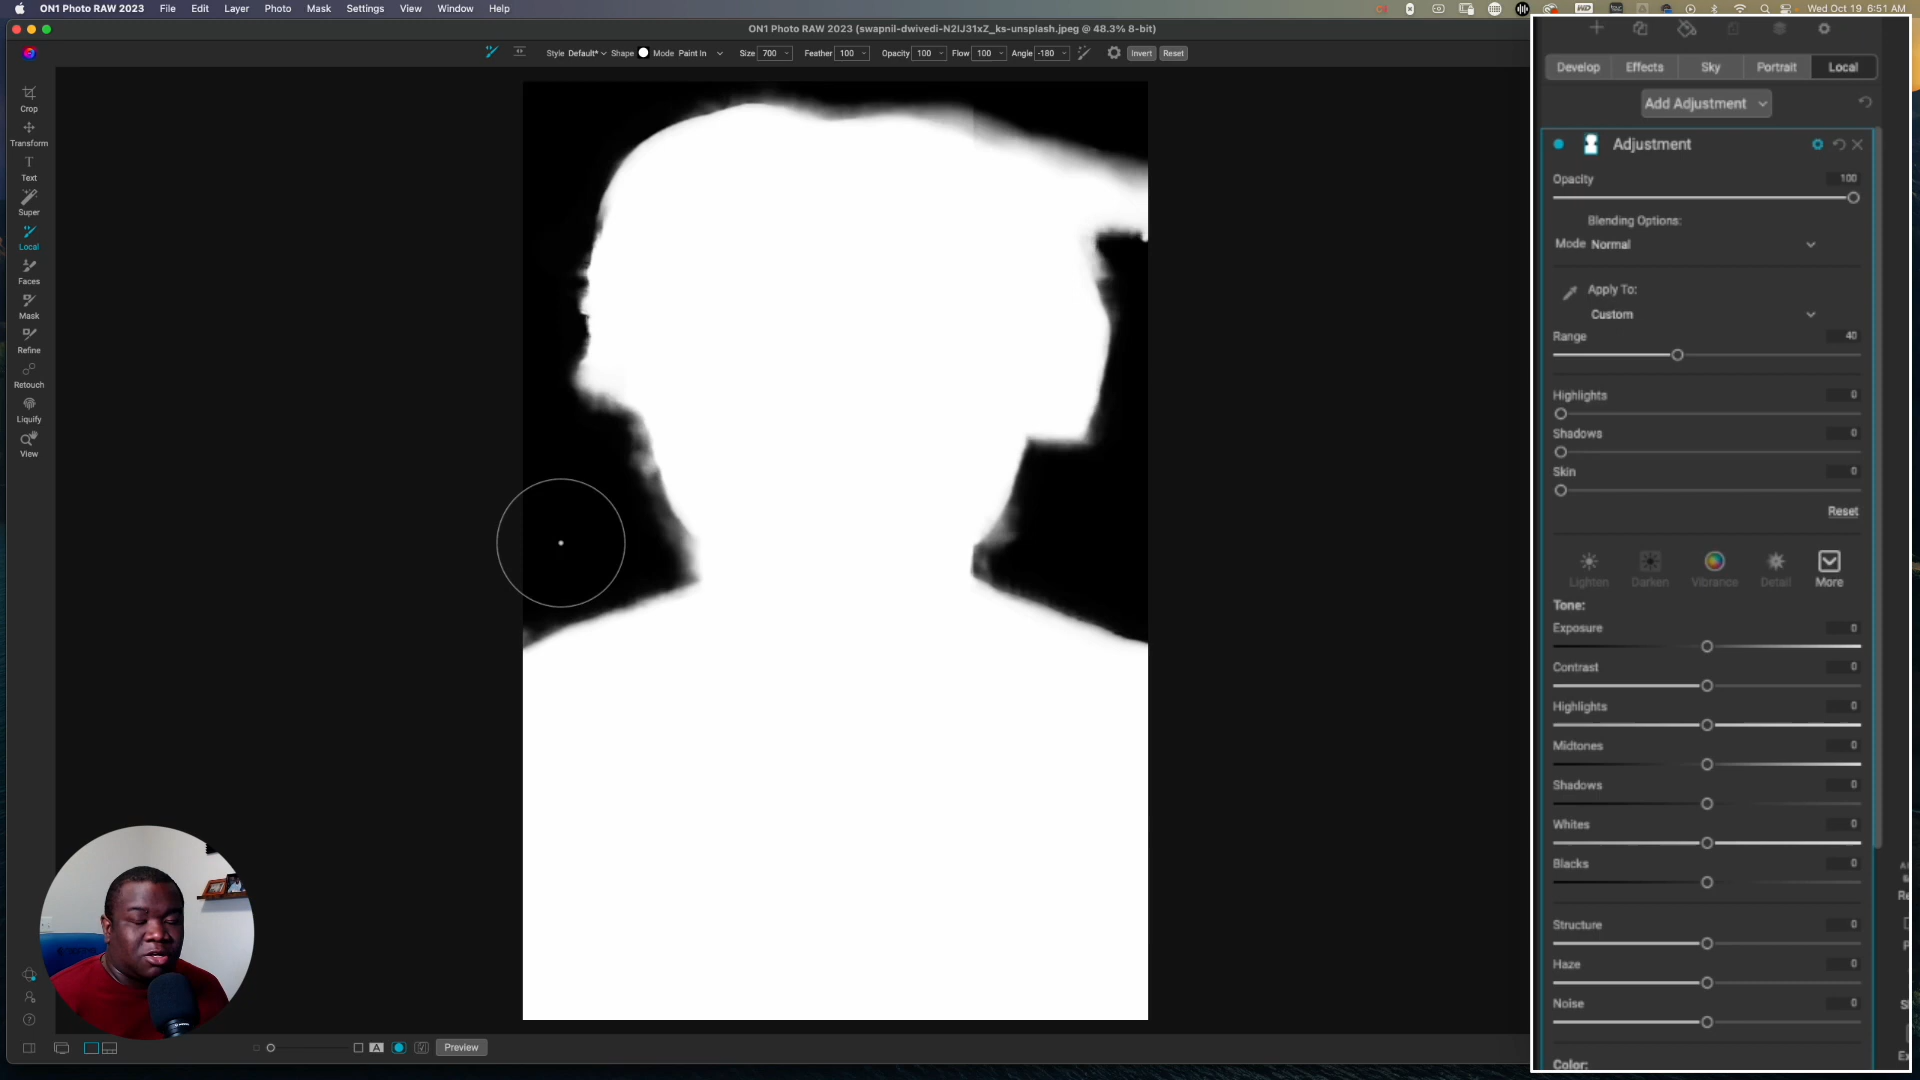 ON1 Photo RAW 2023 File Edit Layer Photo Mask Settings View Window Help
Wed Oct 19 6:51 AM
ON1 Photo RAW 2023 (swapnil-dwivedi-N2IJ31xZ_ks-unsplash.jpeg @ 48.3% 8-bit)
Style Default* Shape Mode Paint In Size 700 Feather 100 Opacity 100 Flow 100 Angle -180 Invert Reset
Crop
Transform
Text
Super
Local
Faces
Mask
Refine
Retouch
Liquify
View
Preview
Develop Effects Sky Portrait Local
Add Adjustment
Adjustment
Opacity 100
Blending Options:
Mode Normal
Apply To:
Custom
Range 40
Highlights 0
Shadows 0
Skin 0
Reset
Lighten Darken Vibrance Detail More
Tone:
Exposure 0
Contrast 0
Highlights 0
Midtones 0
Shadows 0
Whites 0
Blacks 0
Structure 0
Haze 0
Noise 0
Color: